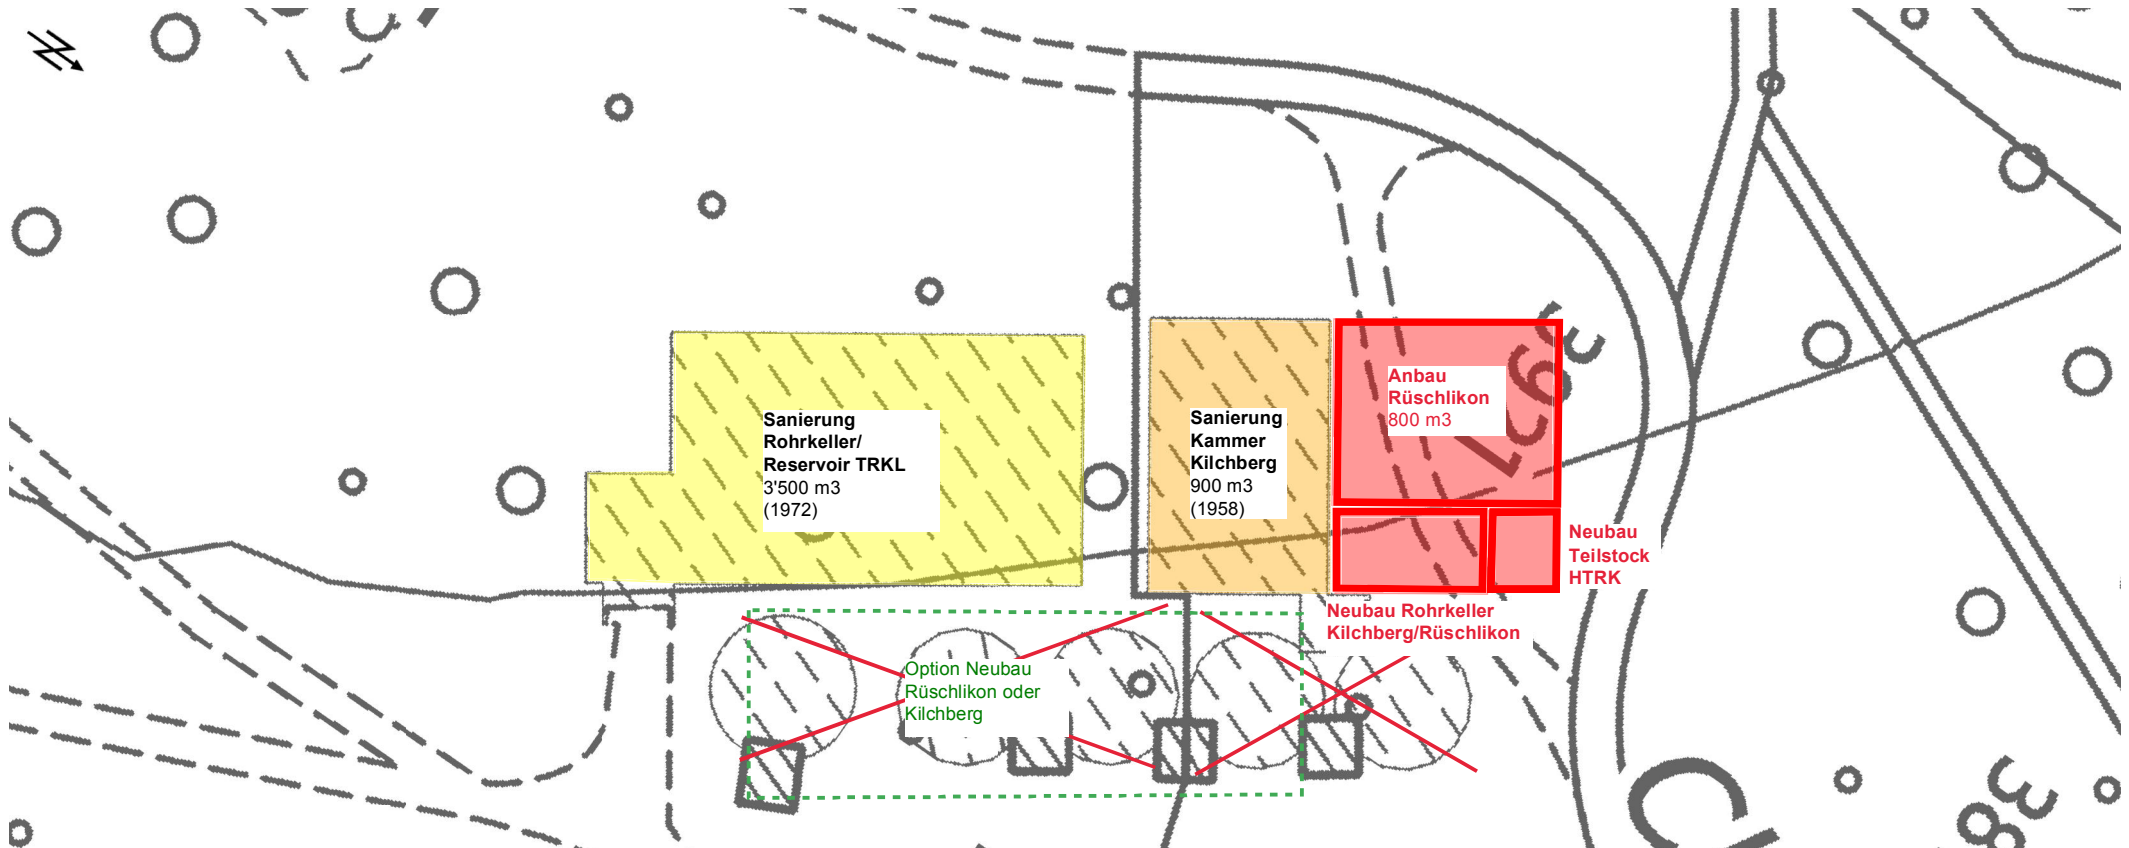 Sanierung
Rohrkeller/
Reservoir TRKL
3'500 m3
(1972)
Sanierung
Kammer
Kilchberg
900 m3
(1958)
Anbau
Rüschlikon
800 m3
Neubau
Teilstock
HTRK
Neubau Rohrkeller
Kilchberg/Rüschlikon
Option Neubau
Rüschlikon oder
Kilchberg